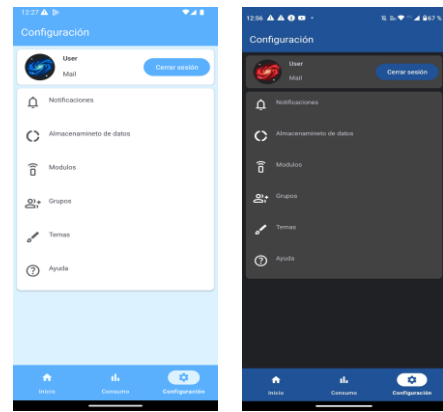 12:27
Configuración
User
Mail
Cerrar sesión
Notificaciones
Almacenamineto de datos
Modulos
Grupos
Temas
Ayuda
Inicio
Consumo
Configuración
12:56
67 %
Configuración
User
Mail
Cerrar sesión
Notificaciones
Almacenamineto de datos
Modulos
Grupos
Temas
Ayuda
Inicio
Consumo
Configuración